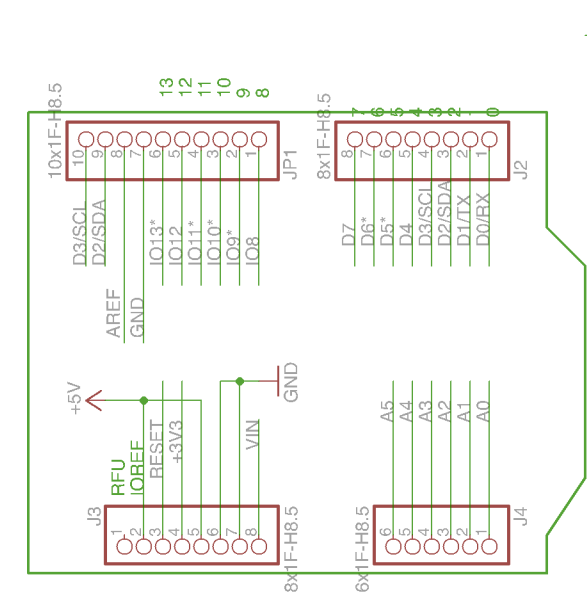 13
12
11
10
9
8
7
6
5
4
3
2
1
0
10x1F-H8.5
10
9
8
7
6
5
4
3
2
1
JP1
8x1F-H8.5
8
7
6
5
4
3
2
1
J2
D3/SCL
D2/SDA
AREF
GND
IO13*
IO12
IO11*
IO10*
IO9*
IO8
D7
D6*
D5*
D4
D3/SCL
D2/SDA
D1/TX
D0/RX
+5V
GND
RFU
IOREF
RESET
+3V3
VIN
A5
A4
A3
A2
A1
A0
J3
1
2
3
4
5
6
7
8
8x1F-H8.5
6x1F-H8.5
6
5
4
3
2
1
J4